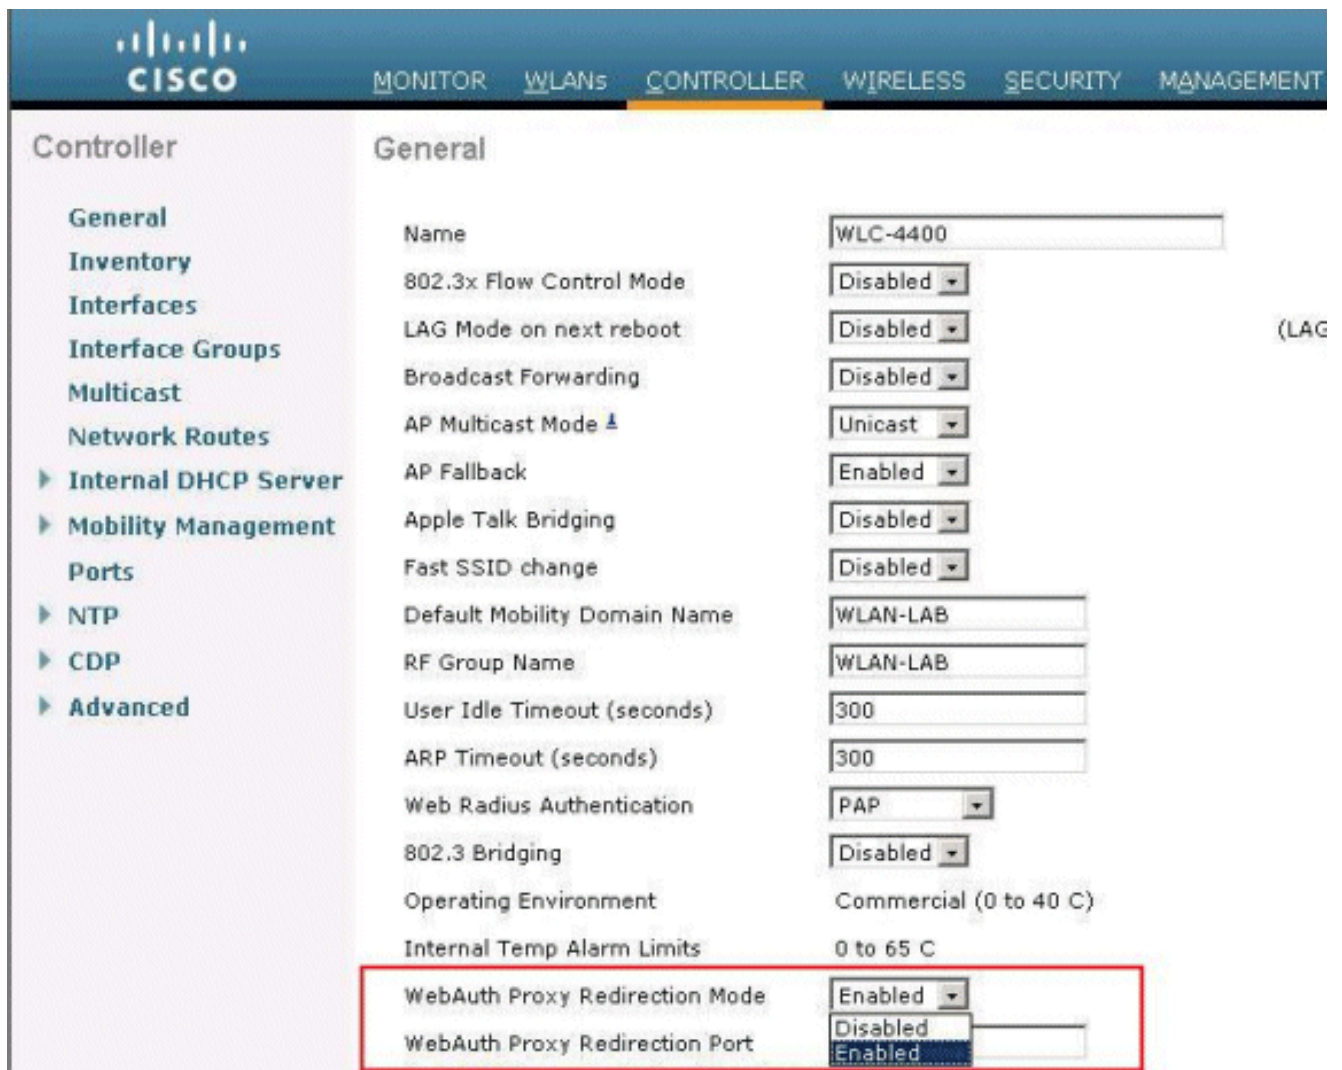 CISCO
MONITOR WLANs CONTROLLER WIRELESS SECURITY MANAGEMENT
Controller
General
Inventory
Interfaces
Interface Groups
Multicast
Network Routes
Internal DHCP Server
Mobility Management
Ports
NTP
CDP
Advanced
General
Name WLC-4400
802.3x Flow Control Mode Disabled
LAG Mode on next reboot Disabled (LAG
Broadcast Forwarding Disabled
AP Multicast Mode 1 Unicast
AP Fallback Enabled
Apple Talk Bridging Disabled
Fast SSID change Disabled
Default Mobility Domain Name WLAN-LAB
RF Group Name WLAN-LAB
User Idle Timeout (seconds) 300
ARP Timeout (seconds) 300
Web Radius Authentication PAP
802.3 Bridging Disabled
Operating Environment Commercial (0 to 40 C)
Internal Temp Alarm Limits 0 to 65 C
WebAuth Proxy Redirection Mode Enabled
Disabled
WebAuth Proxy Redirection Port
Enabled